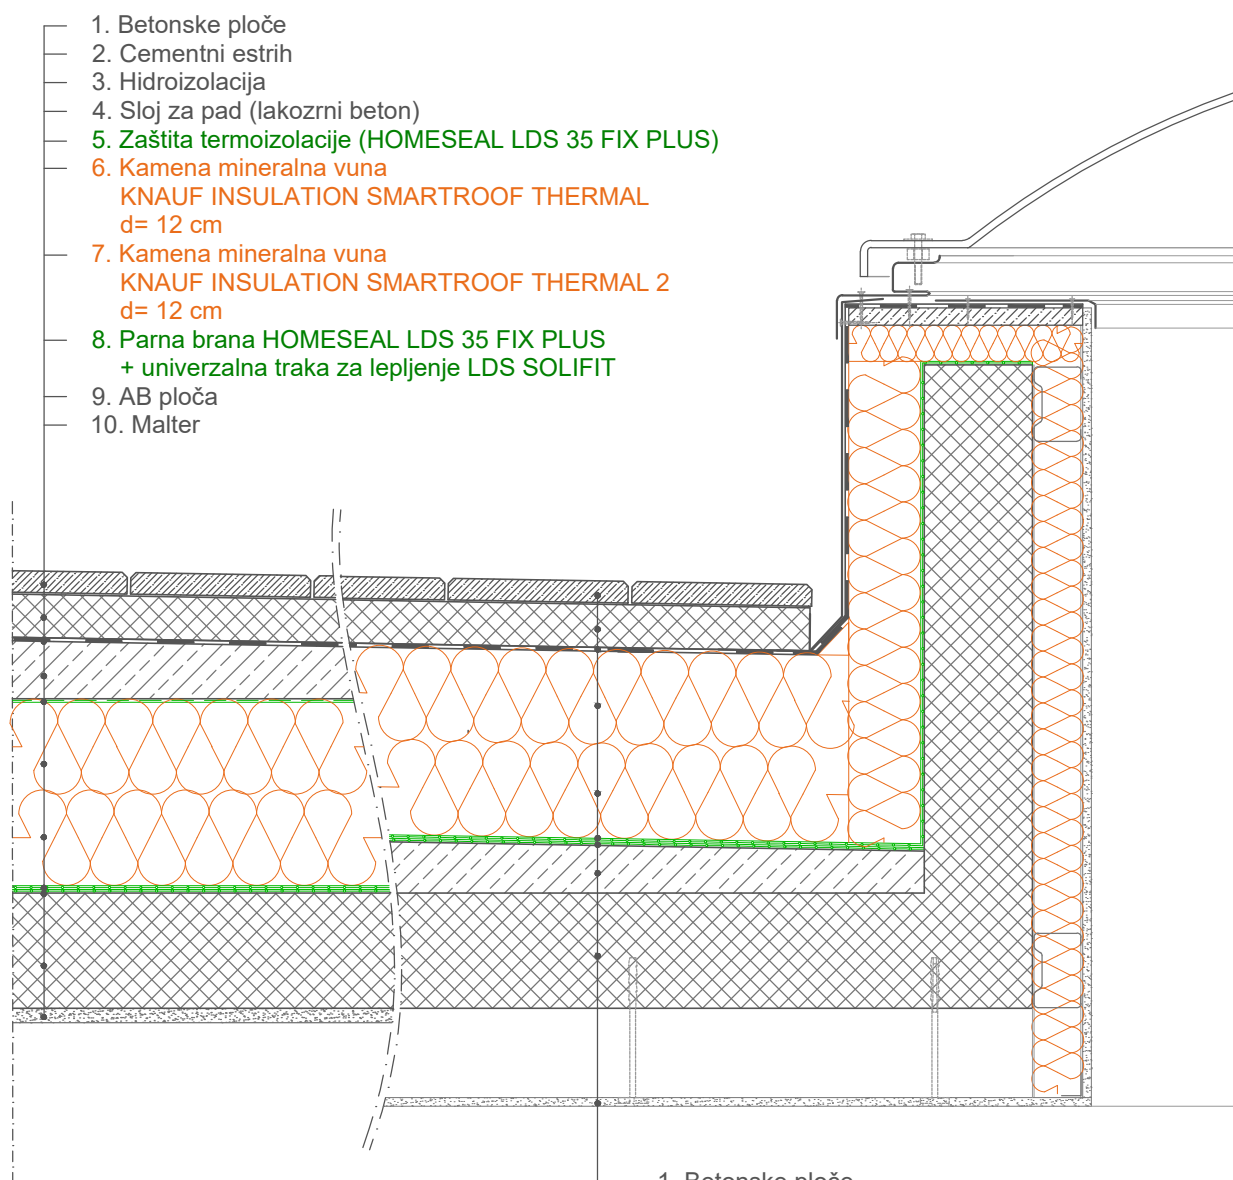 1. Betonske ploče
2. Cementni estrih
3. Hidroizolacija
4. Sloj za pad (lakozrni beton)
5. Zaštita termoizolacije (HOMESEAL LDS 35 FIX PLUS)
6. Kamena mineralna vuna
KNAUF INSULATION SMARTROOF THERMAL
d= 12 cm
7. Kamena mineralna vuna
KNAUF INSULATION SMARTROOF THERMAL 2
d= 12 cm
8. Parna brana HOMESEAL LDS 35 FIX PLUS
+ univerzalna traka za lepljenje LDS SOLIFIT
9. AB ploča
10. Malter
1. Betonske ploče